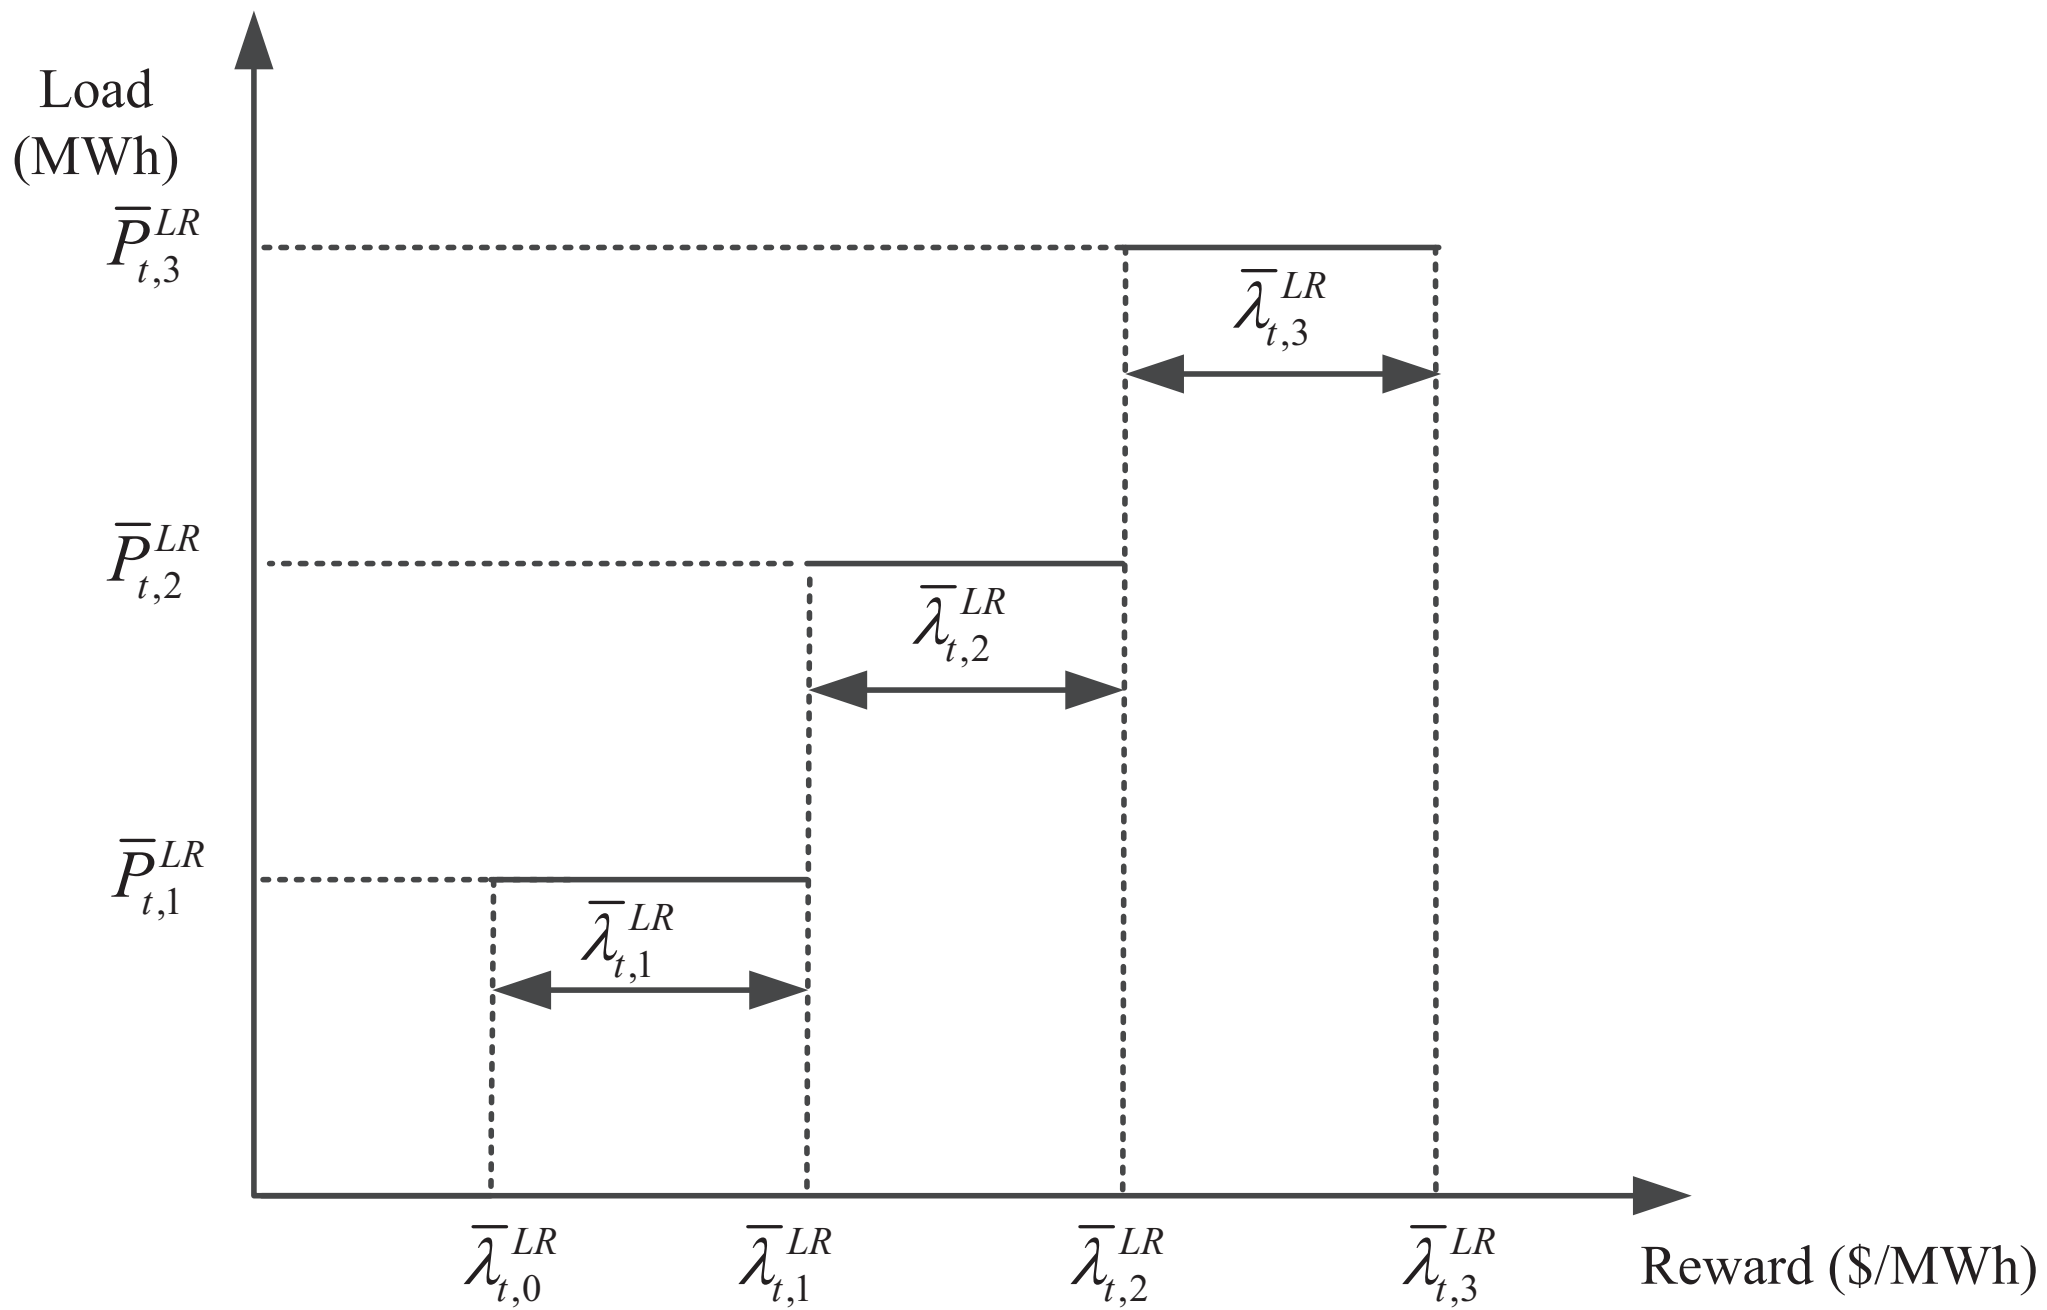 Load
(MWh)
P̅ᴸᴿ t,3
λ̅ᴸᴿ t,3
P̅ᴸᴿ t,2
λ̅ᴸᴿ t,2
P̅ᴸᴿ t,1
λ̅ᴸᴿ t,1
λ̅ᴸᴿ t,0 λ̅ᴸᴿ t,1 λ̅ᴸᴿ t,2 λ̅ᴸᴿ t,3
Reward ($/MWh)